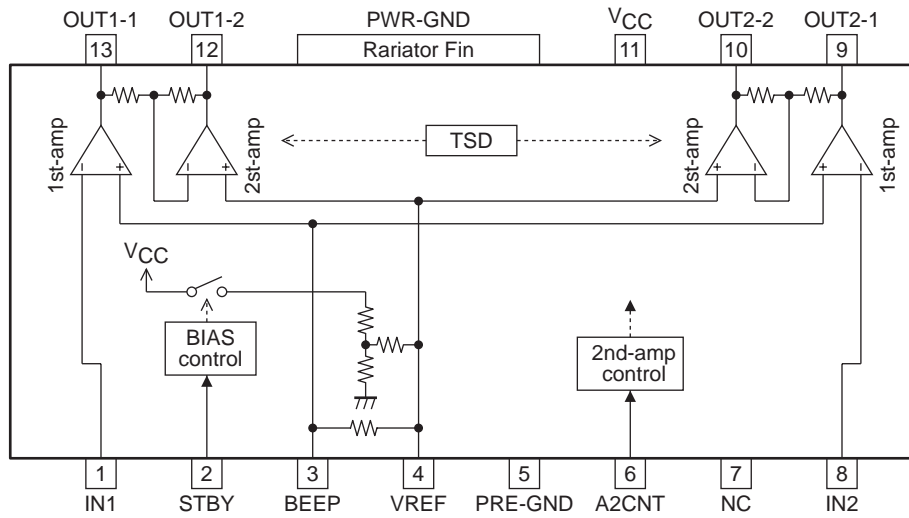 OUT1-1 OUT1-2 PWR-GND VCC OUT2-2 OUT2-1
13 12 Rariator Fin 11 10 9
1st-amp
2st-amp
TSD
2st-amp
1st-amp
- + - + + - + -
VCC
BIAS
control
2nd-amp
control
1 2 3 4 5 6 7 8
IN1 STBY BEEP VREF PRE-GND A2CNT NC IN2